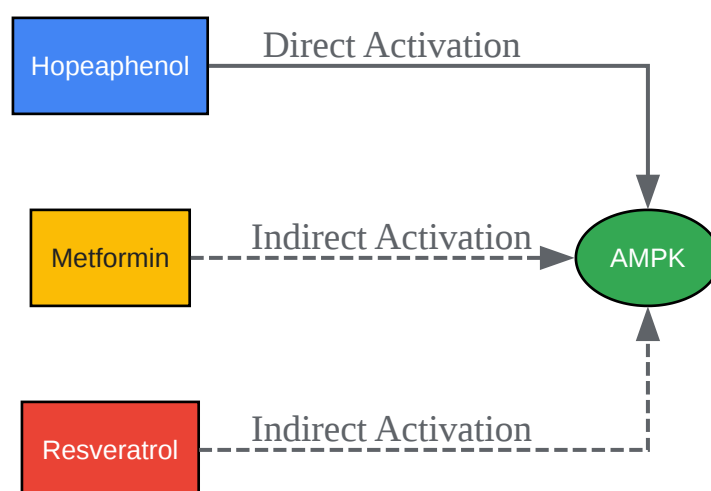 Direct Activation
Hopeaphenol
Indirect Activation
Metformin
AMPK
Indirect Activation
Resveratrol